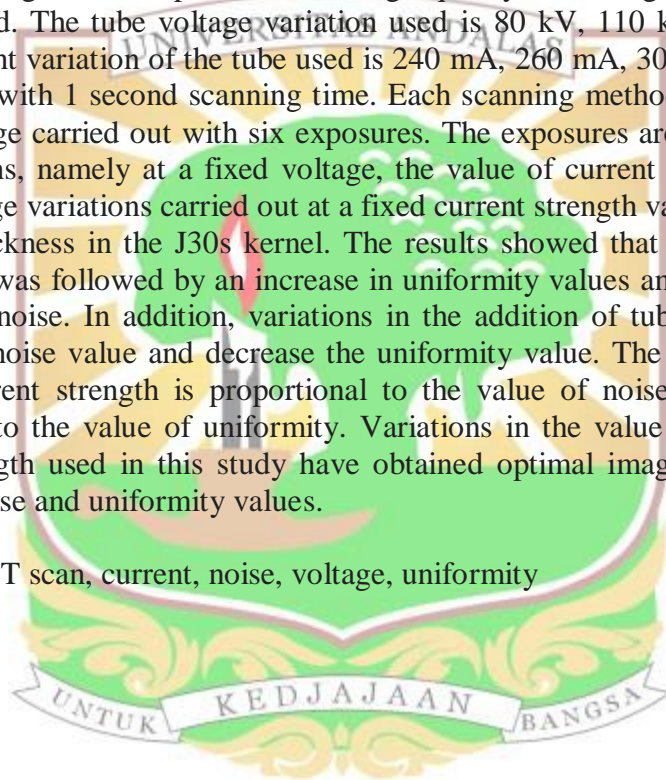 d. The tube voltage variation used is 80 kV, 110 k
UNIVERSITAS ANDALAS
nt variation of the tube used is 240 mA, 260 mA, 30
with 1 second scanning time. Each scanning metho
ge carried out with six exposures. The exposures are
ns, namely at a fixed voltage, the value of current
ge variations carried out at a fixed current strength va
ckness in the J30s kernel. The results showed that
was followed by an increase in uniformity values an
noise. In addition, variations in the addition of tub
noise value and decrease the uniformity value. The
rent strength is proportional to the value of noise
to the value of uniformity. Variations in the value
gth used in this study have obtained optimal imag
ise and uniformity values.
T scan, current, noise, voltage, uniformity
UNTUK KEDJAJAAN BANGSA